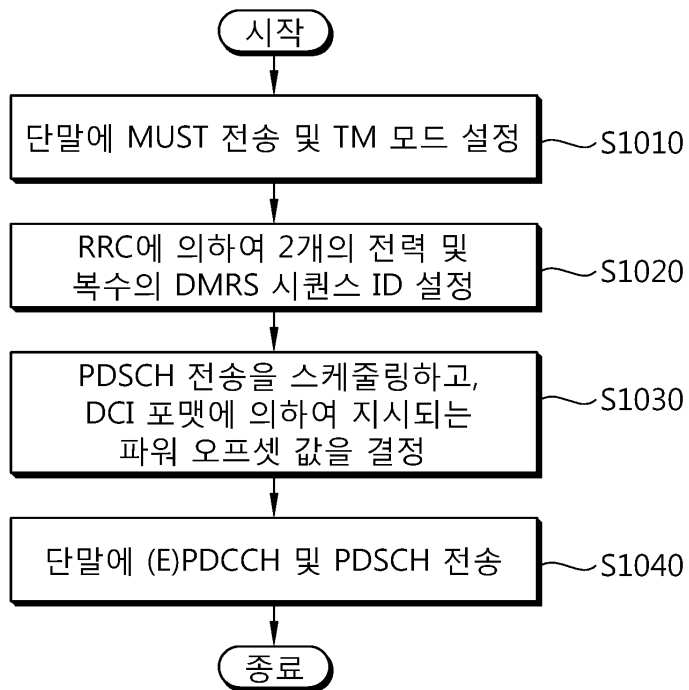 시작
단말에 MUST 전송 및 TM 모드 설정
S1010
RRC에 의하여 2개의 전력 및
복수의 DMRS 시퀀스 ID 설정
S1020
PDSCH 전송을 스케줄링하고,
DCI 포맷에 의하여 지시되는
파워 오프셋 값을 결정
S1030
단말에 (E)PDCCH 및 PDSCH 전송
S1040
종료